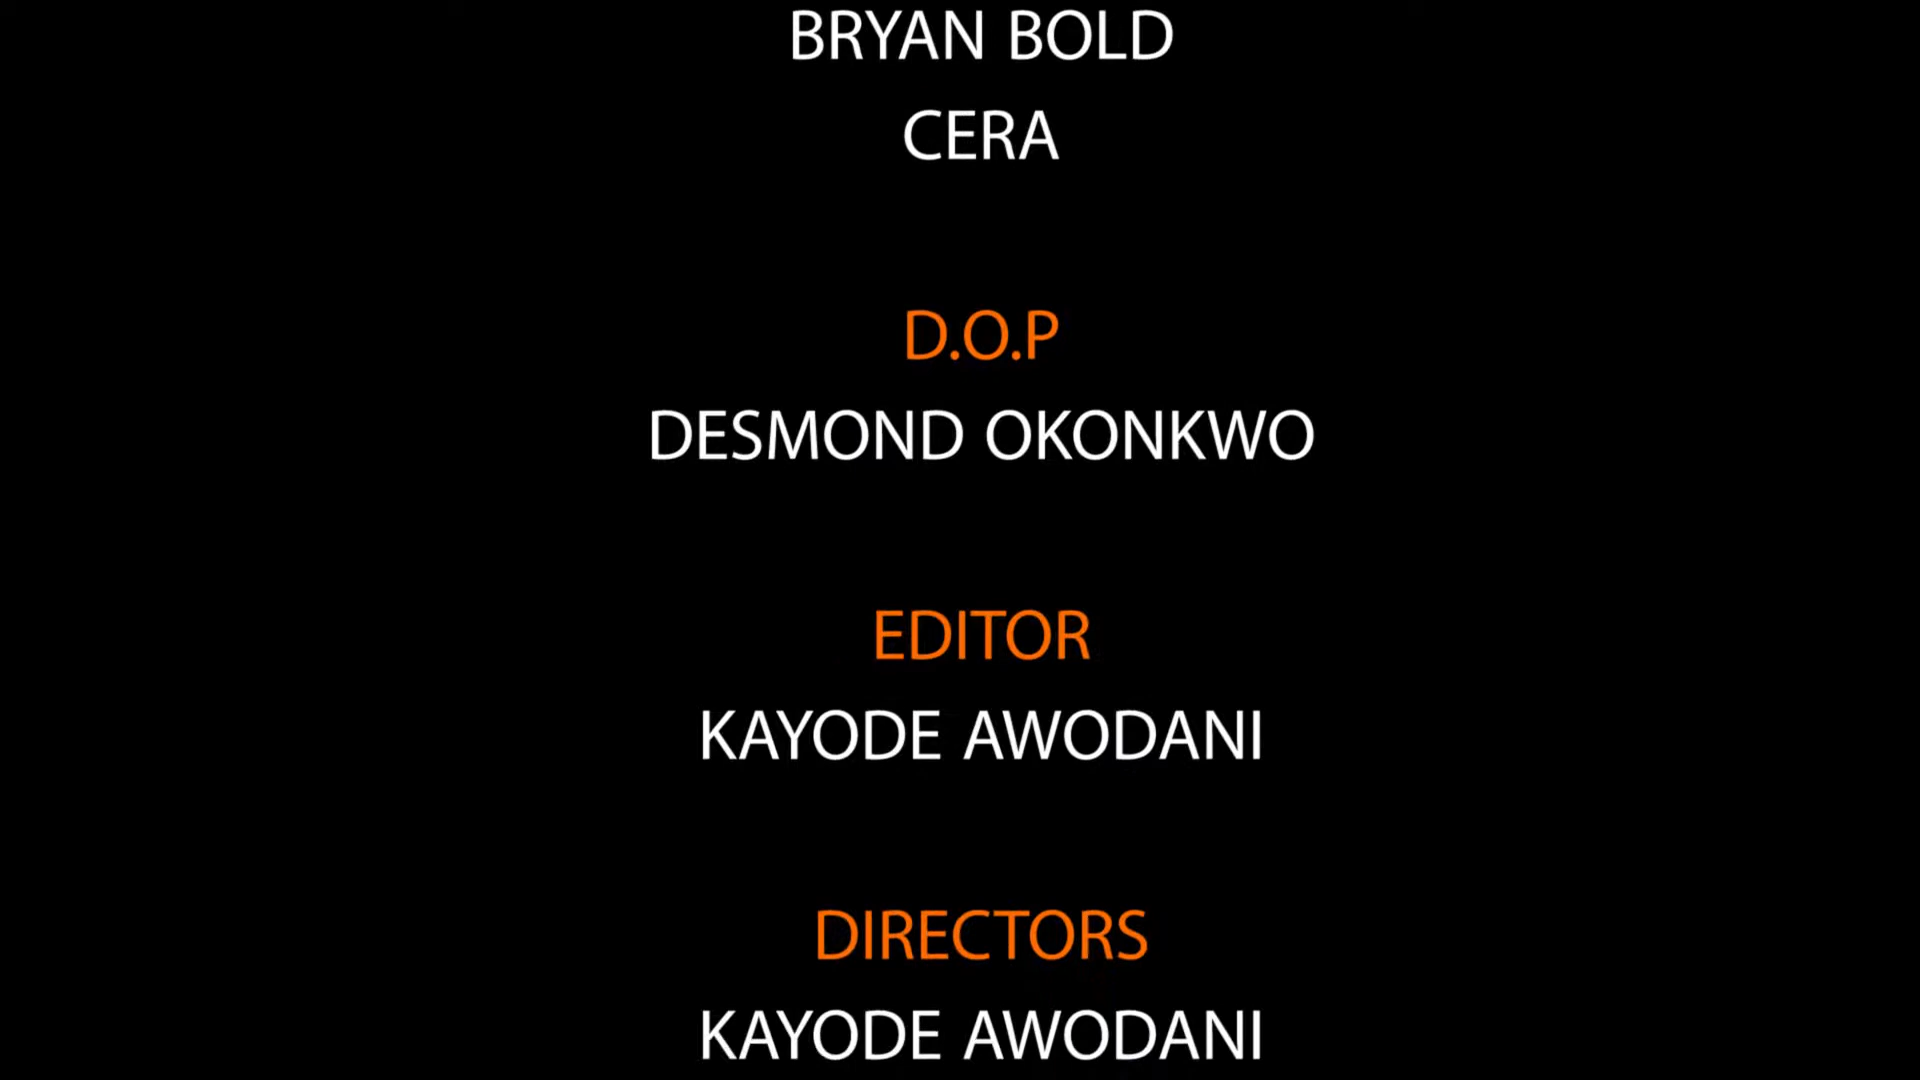 BRYAN BOLD
CERA
D.O.P
DESMOND OKONKWO
EDITOR
KAYODE AWODANI
DIRECTORS
KAYODE AWODANI